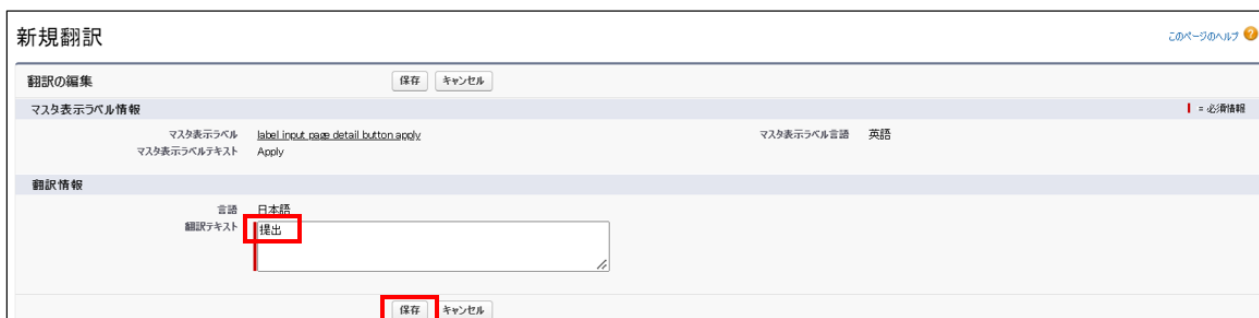 新規翻訳
このページのヘルプ
翻訳の編集 保存 キャンセル
マスタ表示ラベル情報 = 必須情報
マスタ表示ラベル label input page detail button apply マスタ表示ラベル言語 英語
マスタ表示ラベルテキスト Apply
翻訳情報
言語 日本語
翻訳テキスト 提出
保存 キャンセル